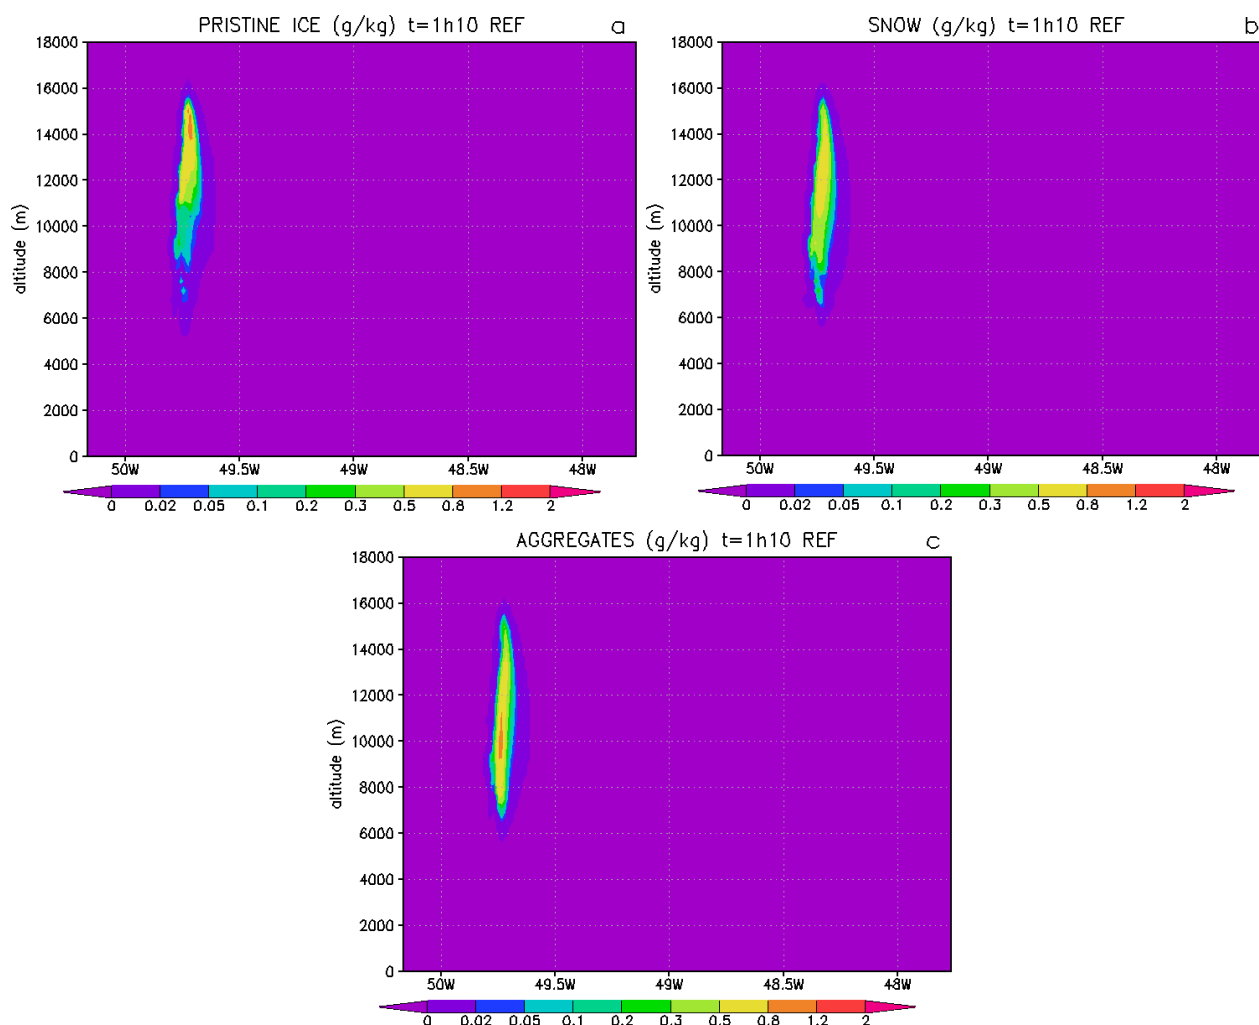 PRISTINE ICE (g/kg) t=1h10 REF a
18000
16000
14000
12000
10000
8000
6000
4000
2000
0
altitude (m)
50W 49.5W 49W 48.5W 48W
0 0.02 0.05 0.1 0.2 0.3 0.5 0.8 1.2 2
SNOW (g/kg) t=1h10 REF b
18000
16000
14000
12000
10000
8000
6000
4000
2000
0
altitude (m)
50W 49.5W 49W 48.5W 48W
0 0.02 0.05 0.1 0.2 0.3 0.5 0.8 1.2 2
AGGREGATES (g/kg) t=1h10 REF c
18000
16000
14000
12000
10000
8000
6000
4000
2000
0
altitude (m)
50W 49.5W 49W 48.5W 48W
0 0.02 0.05 0.1 0.2 0.3 0.5 0.8 1.2 2